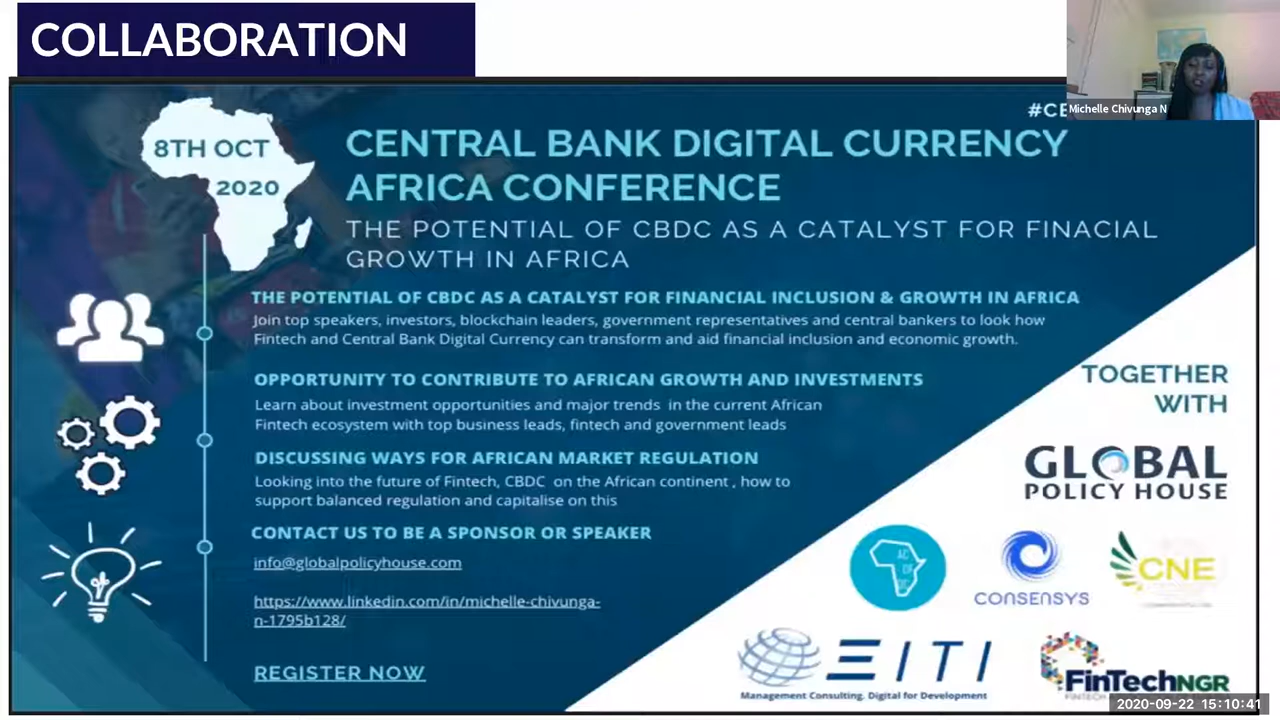 COLLABORATION
Michelle Chivunga N
8TH OCT
2020
CENTRAL BANK DIGITAL CURRENCY
AFRICA CONFERENCE
THE POTENTIAL OF CBDC AS A CATALYST FOR FINACIAL
GROWTH IN AFRICA
THE POTENTIAL OF CBDC AS A CATALYST FOR FINANCIAL INCLUSION & GROWTH IN AFRICA
Join top speakers, investors, blockchain leaders, government representatives and central bankers to look how
Fintech and Central Bank Digital Currency can transform and aid financial inclusion and economic growth.
OPPORTUNITY TO CONTRIBUTE TO AFRICAN GROWTH AND INVESTMENTS
Learn about investment opportunities and major trends in the current African
Fintech ecosystem with top business leads, fintech and government leads
DISCUSSING WAYS FOR AFRICAN MARKET REGULATION
Looking into the future of Fintech, CBDC on the African continent , how to
support balanced regulation and capitalise on this
CONTACT US TO BE A SPONSOR OR SPEAKER
info@globalpolicyhouse.com
https://www.linkedin.com/in/michelle-chivunga-
n-1795b128/
REGISTER NOW
TOGETHER
WITH
GLOBAL
POLICY HOUSE
AC
OF
DC
CONSENSYS
CNE
EITI
Management Consulting. Digital for Development
FinTechNGR
2020-09-22 15:10:41